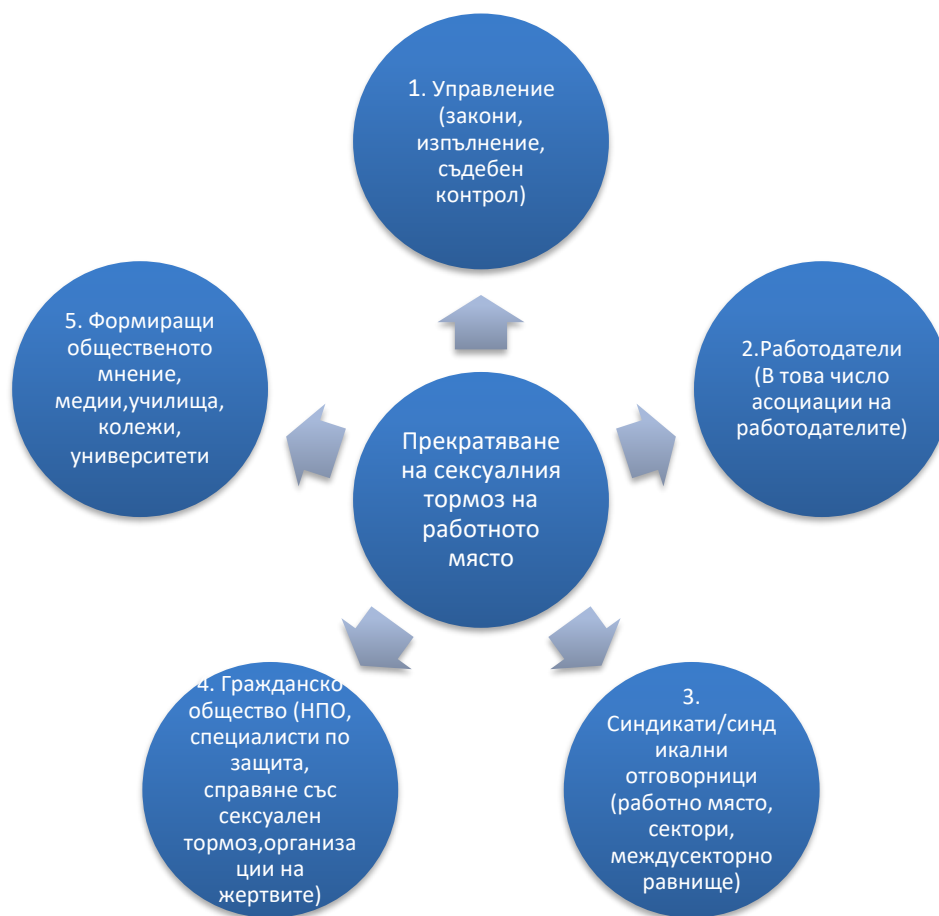 1. Управление
(закони,
изпълнение,
съдебен
контрол)
2.Работодатели
(В това число
асоциации на
работодателите)
3.
Синдикати/синд
икални
отговорници
(работно място,
сектори,
междусекторно
равнище)
4. Гражданско
общество (НПО,
специалисти по
защита,
справяне със
сексуален
тормоз,организа
ции на
жертвите)
5. Формиращи
общественото
мнение,
медии,училища,
колежи,
университети
Прекратяване
на сексуалния
тормоз на
работното
място